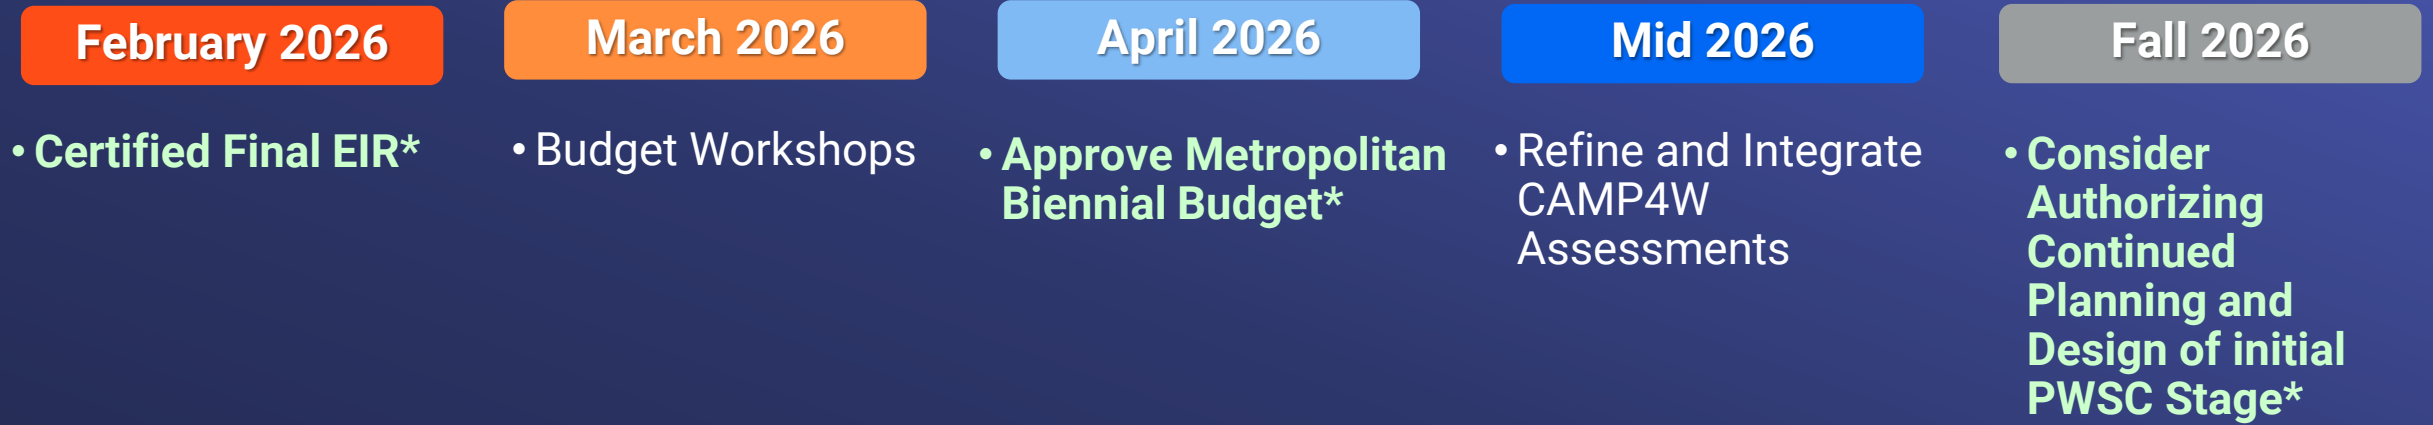 February 2026
• Certified Final EIR*
March 2026
• Budget Workshops
April 2026
• Approve Metropolitan
Biennial Budget*
Mid 2026
• Refine and Integrate
CAMP4W
Assessments
Fall 2026
• Consider
Authorizing
Continued
Planning and
Design of initial
PWSC Stage*